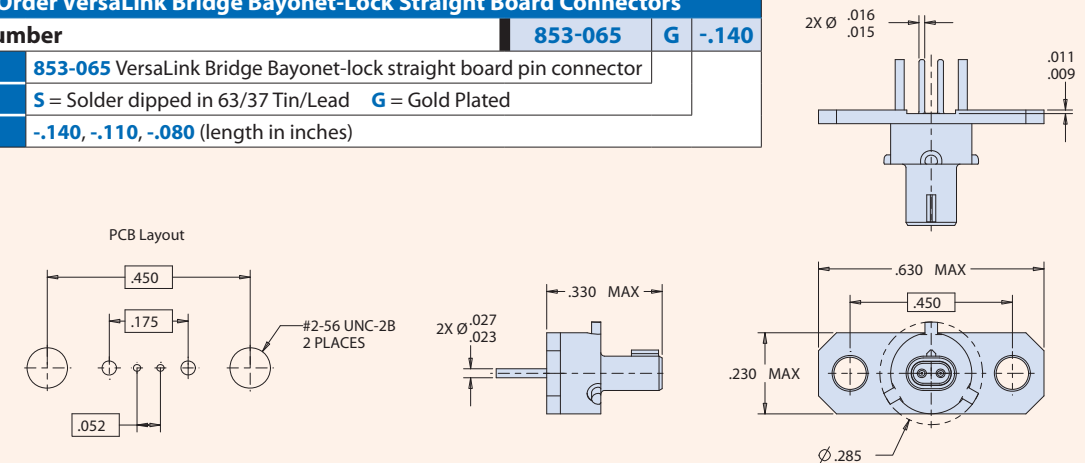 Order VersaLink Bridge Bayonet-Lock Straight Board Connectors
853-065 G -.140
853-065 VersaLink Bridge Bayonet-lock straight board pin connector
S = Solder dipped in 63/37 Tin/Lead G = Gold Plated
-.140, -.110, -.080 (length in inches)
2X Ø .016
.015
.011
.009
PCB Layout
.450
.175
#2-56 UNC-2B
2 PLACES
.052
.330 MAX
2X Ø .027
.023
.630 MAX
.450
.230 MAX
Ø .285